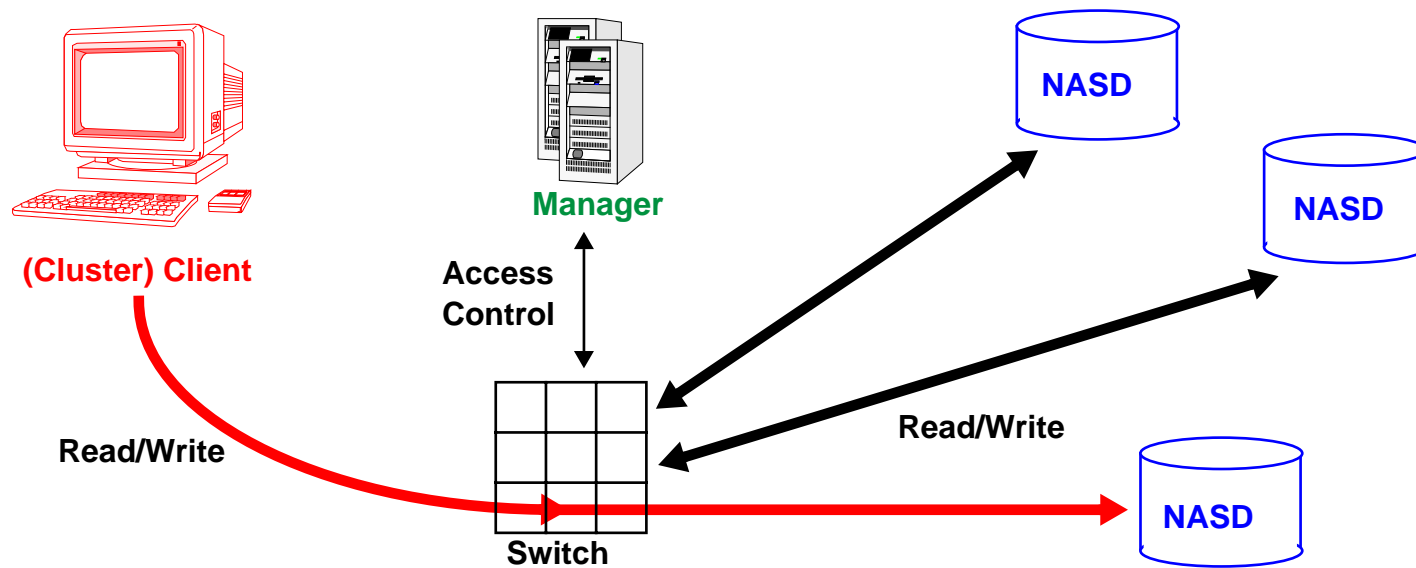 NASD
NASD
Manager
(Cluster) Client
Access
Control
Read/Write
Read/Write
NASD
Switch